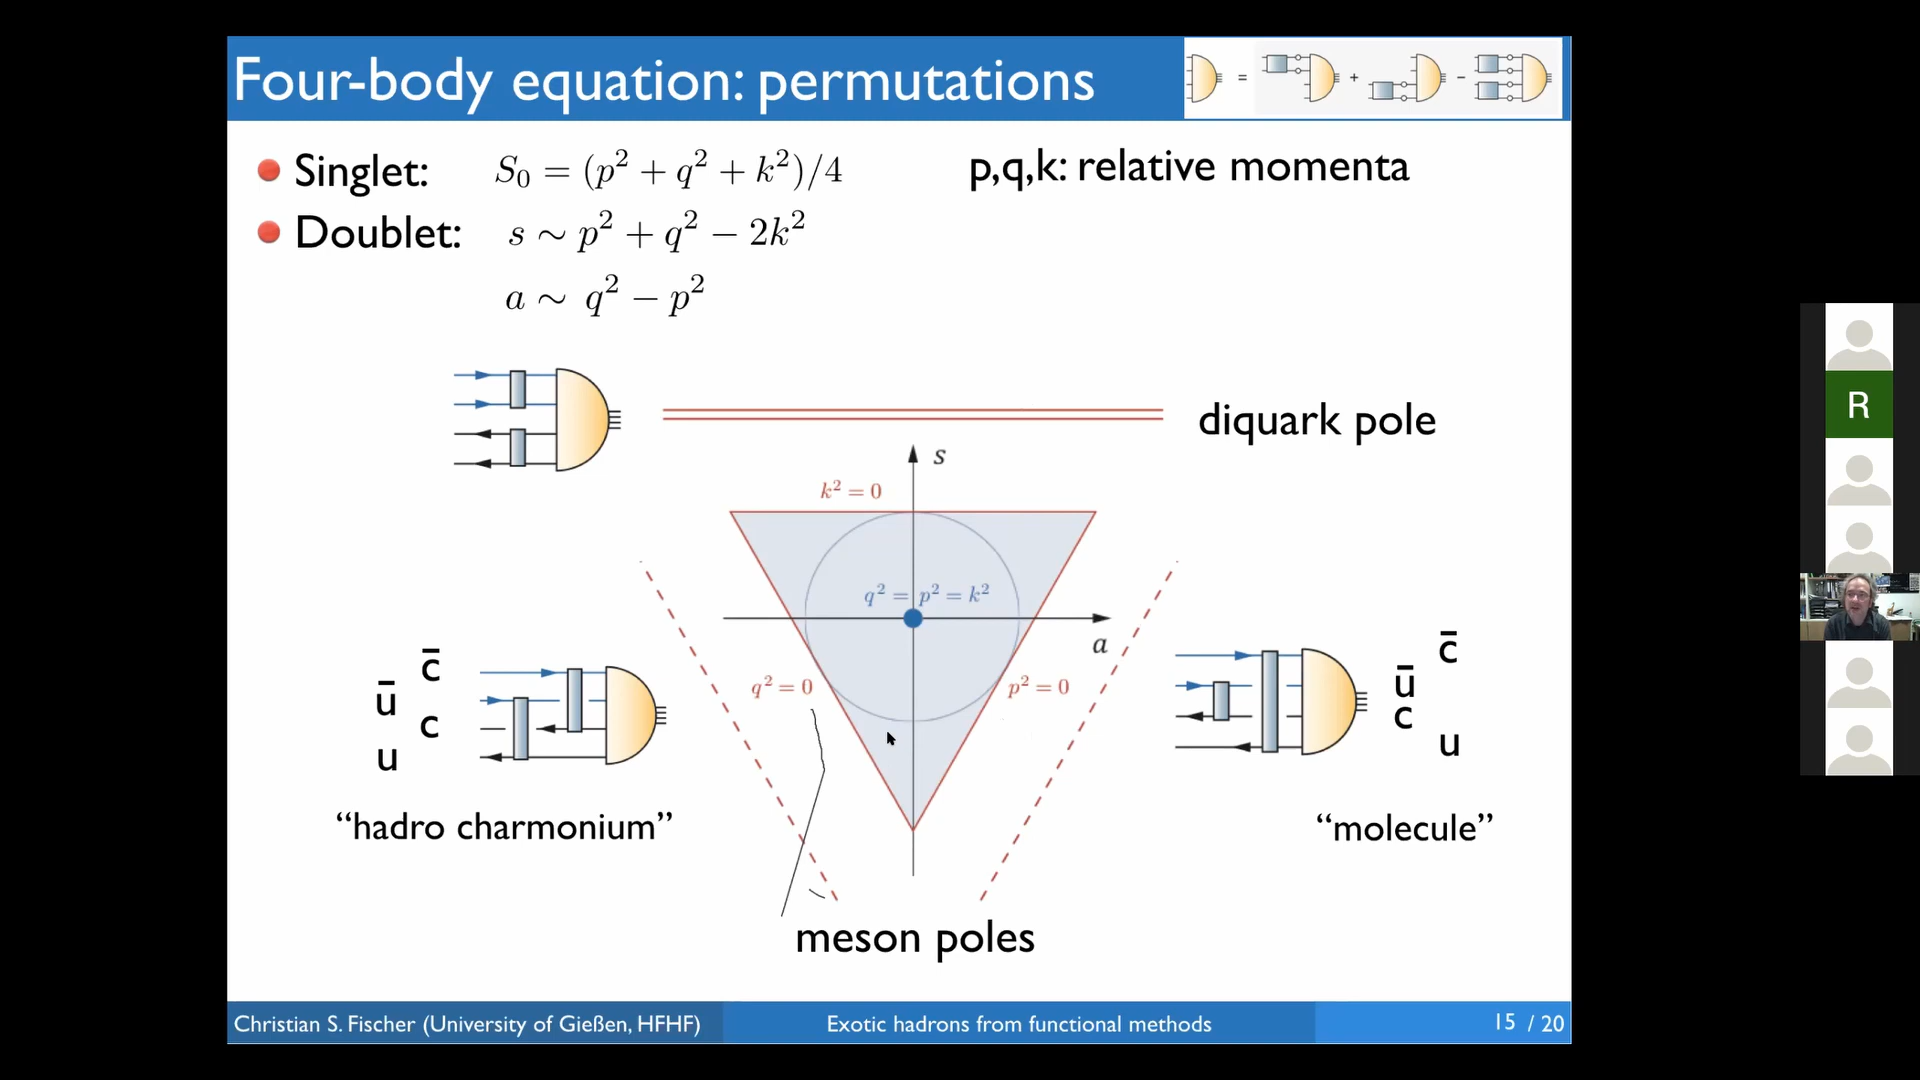 Four-body equation: permutations
= + −
Singlet: S₀ = (p² + q² + k²)/4
p,q,k: relative momenta
Doublet: s ∼ p² + q² − 2k²
a ∼ q² − p²
diquark pole
s
k² = 0
q² = p² = k²
a
q² = 0
p² = 0
c̄
ū
c
u
c̄
ū
c
u
“hadro charmonium”
“molecule”
meson poles
Christian S. Fischer (University of Gießen, HFHF)
Exotic hadrons from functional methods
15 / 20
R